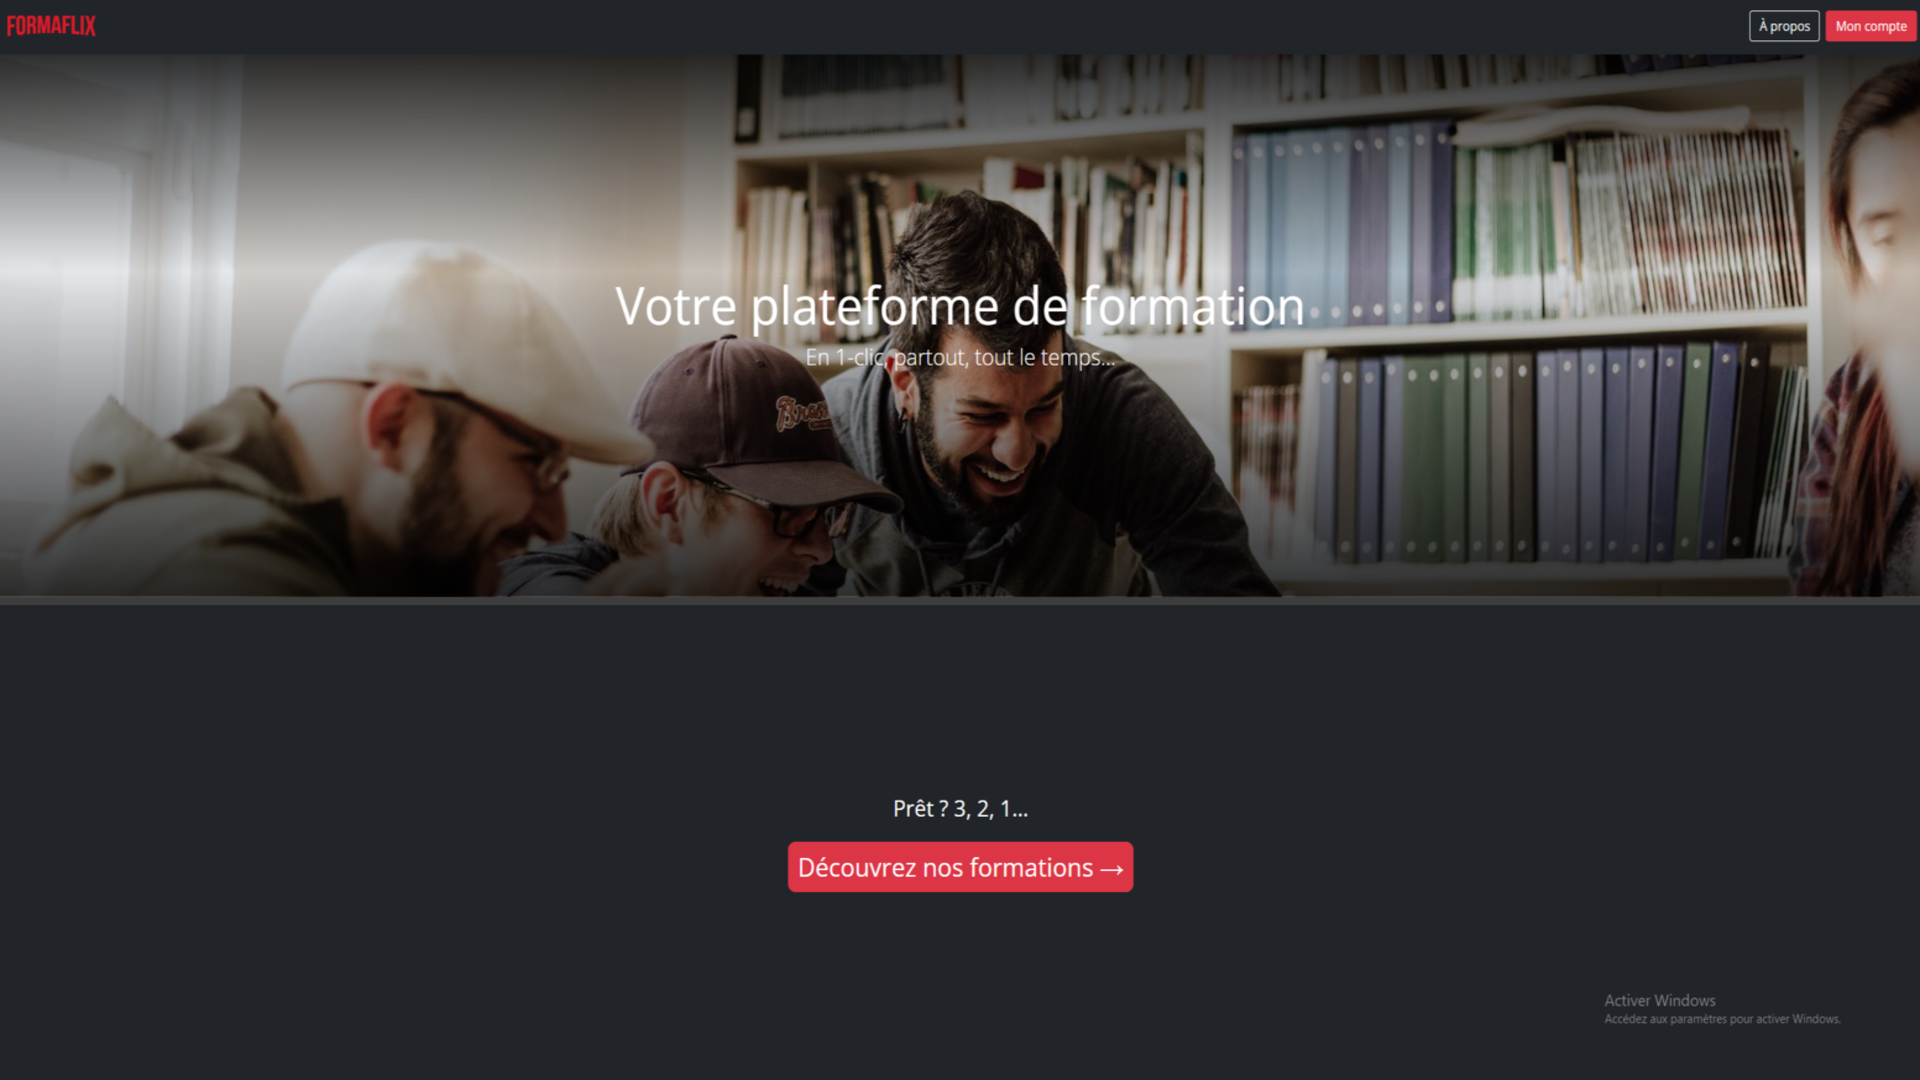 FORMAFLIX
À propos
Mon compte
Votre plateforme de formation
En 1-clic, partout, tout le temps...
Prêt ? 3, 2, 1...
Découvrez nos formations →
Activer Windows
Accédez aux paramètres pour activer Windows.